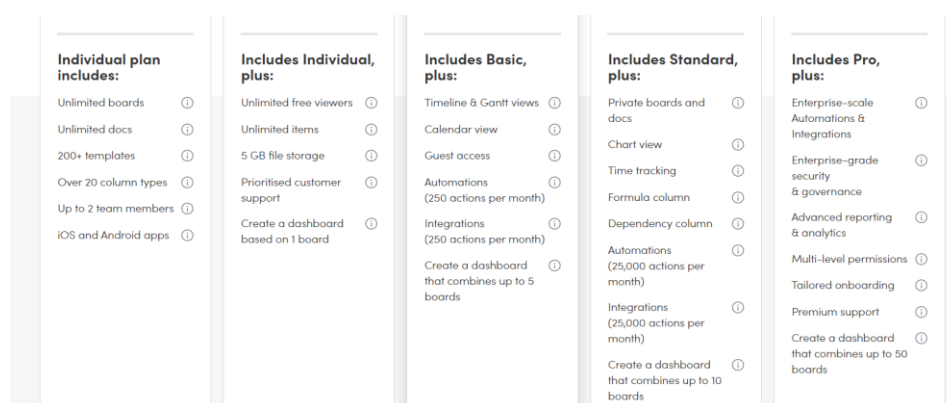 Individual plan
includes:
Unlimited boards
Unlimited docs
200+ templates
Over 20 column types
Up to 2 team members
iOS and Android apps
Includes Individual,
plus:
Unlimited free viewers
Unlimited items
5 GB file storage
Prioritised customer
support
Create a dashboard
based on 1 board
Includes Basic,
plus:
Timeline & Gantt views
Calendar view
Guest access
Automations
(250 actions per month)
Integrations
(250 actions per month)
Create a dashboard
that combines up to 5
boards
Includes Standard,
plus:
Private boards and
docs
Chart view
Time tracking
Formula column
Dependency column
Automations
(25,000 actions per
month)
Integrations
(25,000 actions per
month)
Create a dashboard
that combines up to 10
boards
Includes Pro,
plus:
Enterprise-scale
Automations &
Integrations
Enterprise-grade
security
& governance
Advanced reporting
& analytics
Multi-level permissions
Tailored onboarding
Premium support
Create a dashboard
that combines up to 50
boards